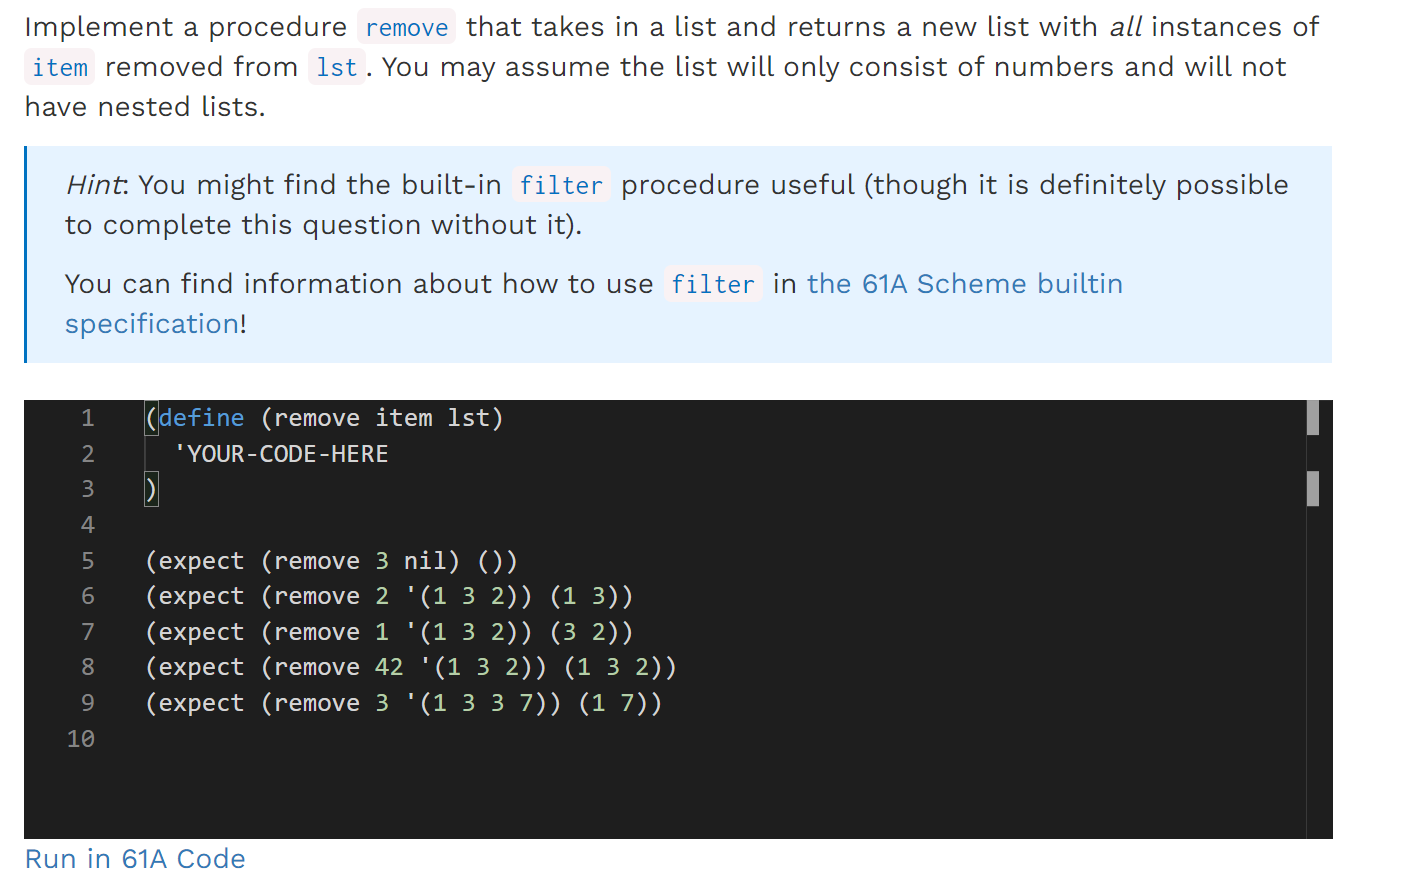 Implement a procedure remove that takes in a list and returns a new list with all instances of
item removed from lst. You may assume the list will only consist of numbers and will not
have nested lists.
Hint: You might find the built-in filter procedure useful (though it is definitely possible
to complete this question without it).
You can find information about how to use filter in the 61A Scheme builtin
specification!
1 (define (remove item lst)
2 'YOUR-CODE-HERE
3 )
4
5 (expect (remove 3 nil) ())
6 (expect (remove 2 '(1 3 2)) (1 3))
7 (expect (remove 1 '(1 3 2)) (3 2))
8 (expect (remove 42 '(1 3 2)) (1 3 2))
9 (expect (remove 3 '(1 3 3 7)) (1 7))
10
Run in 61A Code